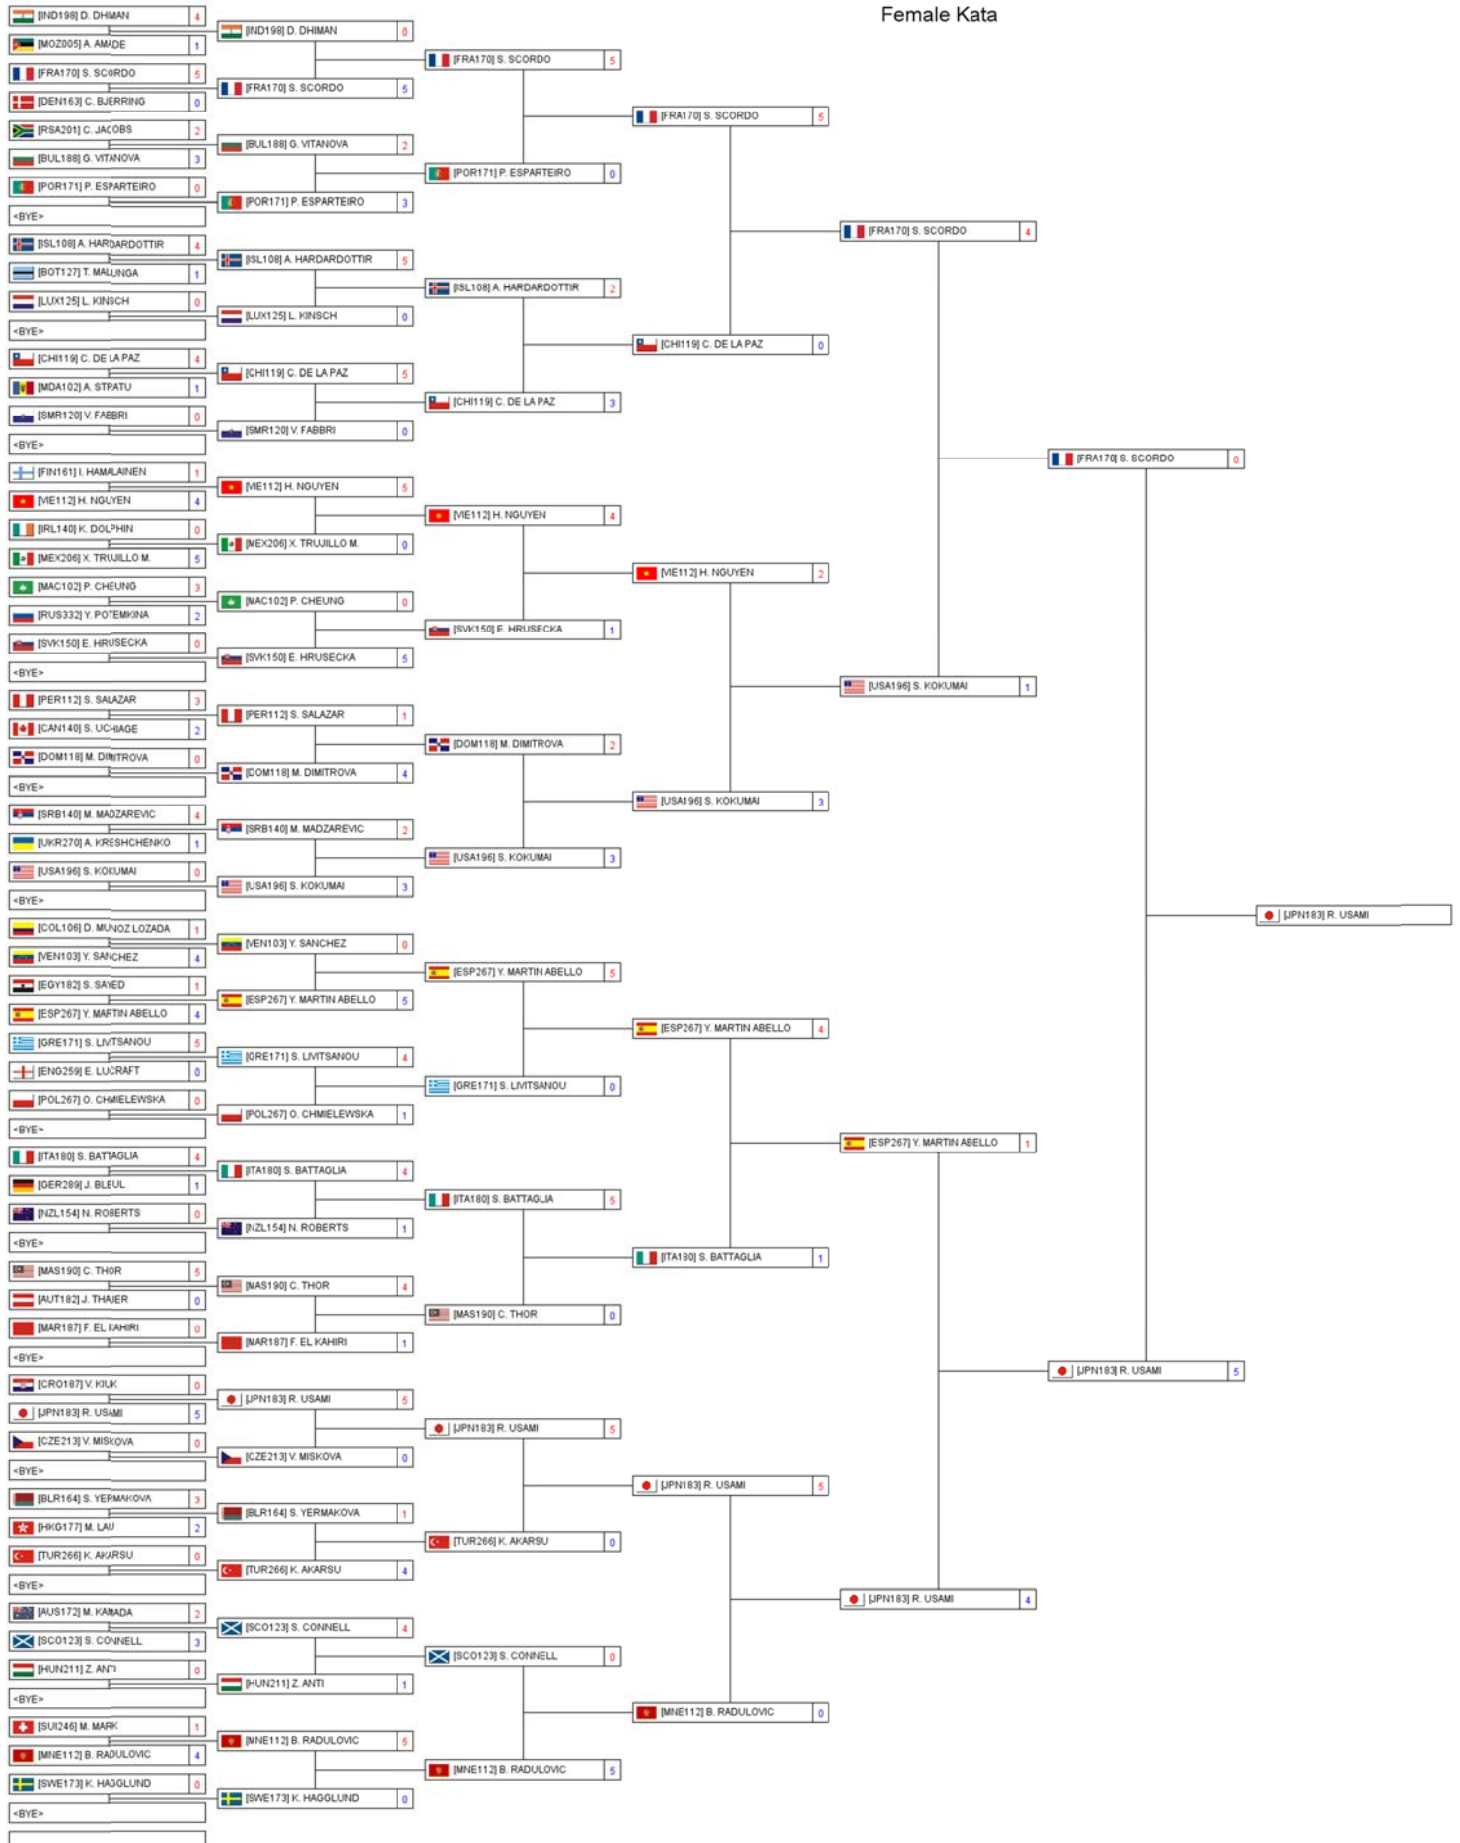 Female Kata
[IND198] D. DHIMAN 4
[MOZ005] A. AMADE 1
[FRA170] S. SCORDO 5
[DEN163] C. BJERRING 0
[RSA201] C. JACOBS 2
[BUL188] G. VITANOVA 3
[POR171] P. ESPARTEIRO 0
<BYE>
[ISL108] A. HARDARDOTTIR 4
[BOT127] T. MALUNGA 1
[LUX125] L. KINSCH 0
<BYE>
[CHI119] C. DE LA PAZ 4
[MDA102] A. STRATU 1
[SMR120] V. FABBRI 0
<BYE>
[FIN161] I. HAMALAINEN 1
[VIE112] H. NGUYEN 4
[IRL140] K. DOLPHIN 0
[MEX206] X. TRUJILLO M. 5
[MAC102] P. CHEUNG 3
[RUS332] Y. POTEMKINA 2
[SVK150] E. HRUSECKA 0
<BYE>
[PER112] S. SALAZAR 3
[CAN140] S. UCHIAGE 2
[DOM118] M. DIMITROVA 0
<BYE>
[SRB140] M. MADZAREVIC 4
[UKR270] A. KRESHCHENKO 1
[USA196] S. KOKUMAI 0
<BYE>
[COL106] D. MUNOZ LOZADA 1
[VEN103] Y. SANCHEZ 4
[EGY182] S. SAYED 1
[ESP267] Y. MARTIN ABELLO 4
[GRE171] S. LIVITSANOU 5
[ENG259] E. LUCRAFT 0
[POL267] O. CHMIELEWSKA 0
<BYE>
[ITA180] S. BATTAGLIA 4
[GER289] J. BLEUL 1
[NZL154] N. ROBERTS 0
<BYE>
[MAS190] C. THOR 5
[AUT182] J. THALER 0
[MAR187] F. EL KAHIRI 0
<BYE>
[CRO187] V. KIUK 0
[JPN183] R. USAMI 5
[CZE213] V. MISKOVA 0
<BYE>
[BLR164] S. YERMAKOVA 3
[HKG177] M. LAU 2
[TUR266] K. AKARSU 0
<BYE>
[AUS172] M. KAMADA 2
[SCO123] S. CONNELL 3
[HUN211] Z. ANTI 0
<BYE>
[SUI246] M. MARK 1
[MNE112] B. RADULOVIC 4
[SWE173] K. HAGGLUND 0
<BYE>
[IND198] D. DHIMAN 0
[FRA170] S. SCORDO 5
[BUL188] G. VITANOVA 2
[POR171] P. ESPARTEIRO 3
[ISL108] A. HARDARDOTTIR 5
[LUX125] L. KINSCH 0
[CHI119] C. DE LA PAZ 5
[SMR120] V. FABBRI 0
[VIE112] H. NGUYEN 5
[MEX206] X. TRUJILLO M. 0
[MAC102] P. CHEUNG 0
[SVK150] E. HRUSECKA 5
[PER112] S. SALAZAR 1
[DOM118] M. DIMITROVA 4
[SRB140] M. MADZAREVIC 2
[USA196] S. KOKUMAI 3
[VEN103] Y. SANCHEZ 0
[ESP267] Y. MARTIN ABELLO 5
[GRE171] S. LIVITSANOU 4
[POL267] O. CHMIELEWSKA 1
[ITA180] S. BATTAGLIA 4
[NZL154] N. ROBERTS 1
[MAS190] C. THOR 4
[MAR187] F. EL KAHIRI 1
[JPN183] R. USAMI 5
[CZE213] V. MISKOVA 0
[BLR164] S. YERMAKOVA 1
[TUR266] K. AKARSU 4
[SCO123] S. CONNELL 4
[HUN211] Z. ANTI 1
[MNE112] B. RADULOVIC 5
[SWE173] K. HAGGLUND 0
[FRA170] S. SCORDO 5
[POR171] P. ESPARTEIRO 0
[ISL108] A. HARDARDOTTIR 2
[CHI119] C. DE LA PAZ 3
[VIE112] H. NGUYEN 4
[SVK150] E. HRUSECKA 1
[DOM118] M. DIMITROVA 2
[USA196] S. KOKUMAI 3
[ESP267] Y. MARTIN ABELLO 5
[GRE171] S. LIVITSANOU 0
[ITA180] S. BATTAGLIA 5
[MAS190] C. THOR 0
[JPN183] R. USAMI 5
[TUR266] K. AKARSU 0
[SCO123] S. CONNELL 0
[MNE112] B. RADULOVIC 5
[FRA170] S. SCORDO 5
[CHI119] C. DE LA PAZ 0
[VIE112] H. NGUYEN 2
[USA196] S. KOKUMAI 3
[ESP267] Y. MARTIN ABELLO 4
[ITA180] S. BATTAGLIA 1
[JPN183] R. USAMI 5
[MNE112] B. RADULOVIC 0
[FRA170] S. SCORDO 4
[USA196] S. KOKUMAI 1
[ESP267] Y. MARTIN ABELLO 1
[JPN183] R. USAMI 4
[FRA170] S. SCORDO 0
[JPN183] R. USAMI 5
[JPN183] R. USAMI